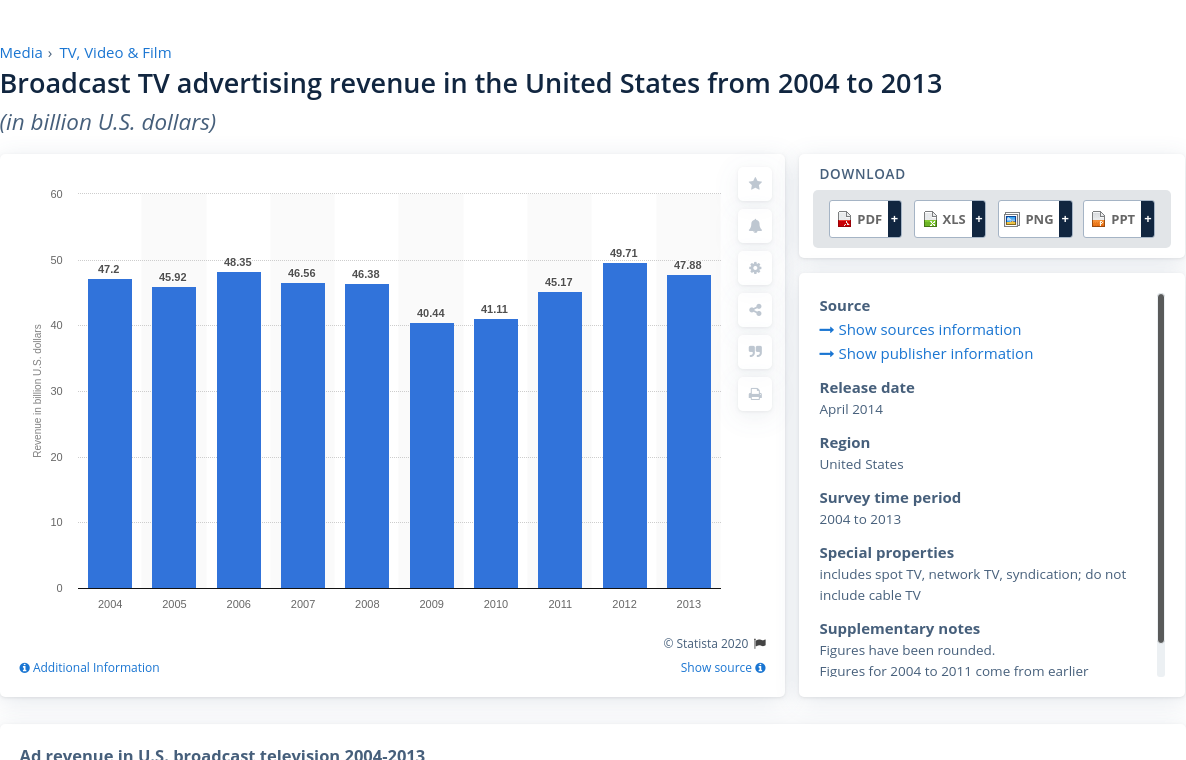 Media › TV, Video & Film
Broadcast TV advertising revenue in the United States from 2004 to 2013
(in billion U.S. dollars)
60
50
40
30
20
10
0
Revenue in billion U.S. dollars
47.2
45.92
48.35
46.56
46.38
40.44
41.11
45.17
49.71
47.88
2004 2005 2006 2007 2008 2009 2010 2011 2012 2013
© Statista 2020
Additional Information
Show source
DOWNLOAD
PDF + XLS + PNG + PPT +
Source
Show sources information
Show publisher information
Release date
April 2014
Region
United States
Survey time period
2004 to 2013
Special properties
includes spot TV, network TV, syndication; do not
include cable TV
Supplementary notes
Figures have been rounded.
Figures for 2004 to 2011 come from earlier
Ad revenue in U.S. broadcast television 2004-2013